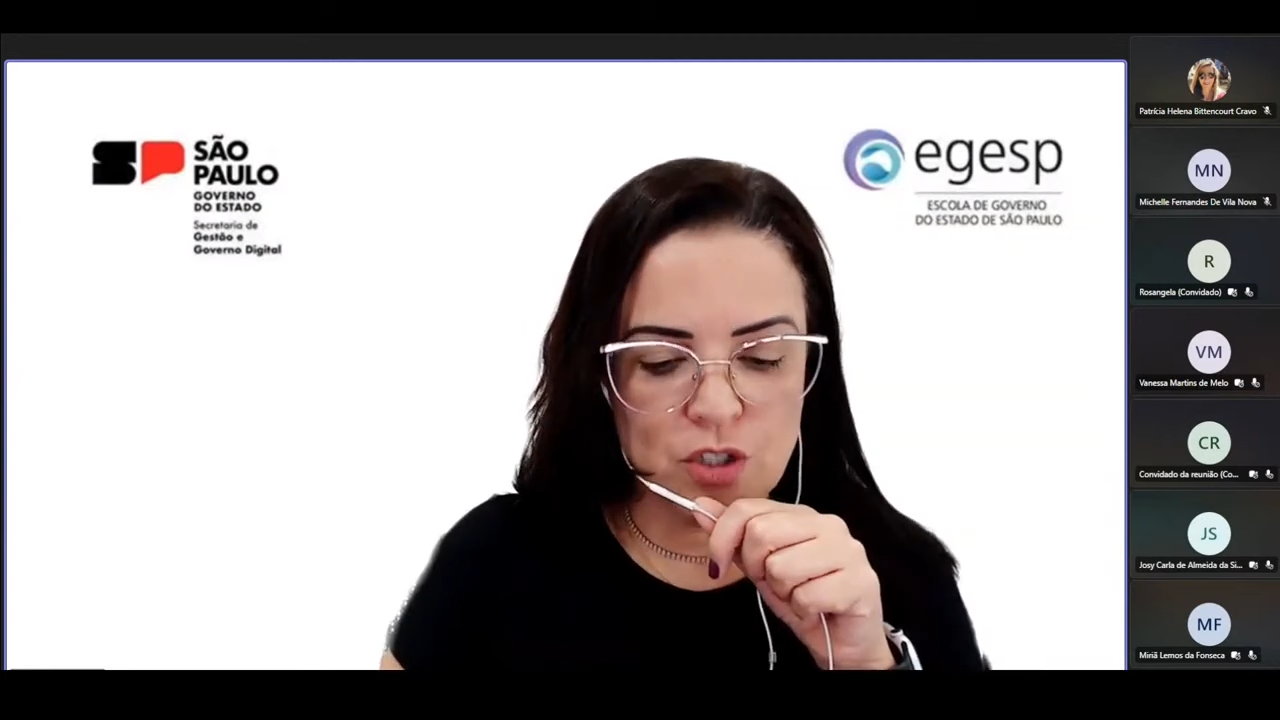 SÃO
PAULO
GOVERNO
DO ESTADO
Secretaria de
Gestão e
Governo Digital
egesp
ESCOLA DE GOVERNO
DO ESTADO DE SÃO PAULO
Patrícia Helena Bittencourt Cravo
MN
Michelle Fernandes De Vila Nova
R
Rosangela (Convidado)
VM
Vanessa Martins de Melo
CR
Convidado da reunião (Co...
JS
Josy Carla de Almeida da Si...
MF
Miriã Lemos da Fonseca